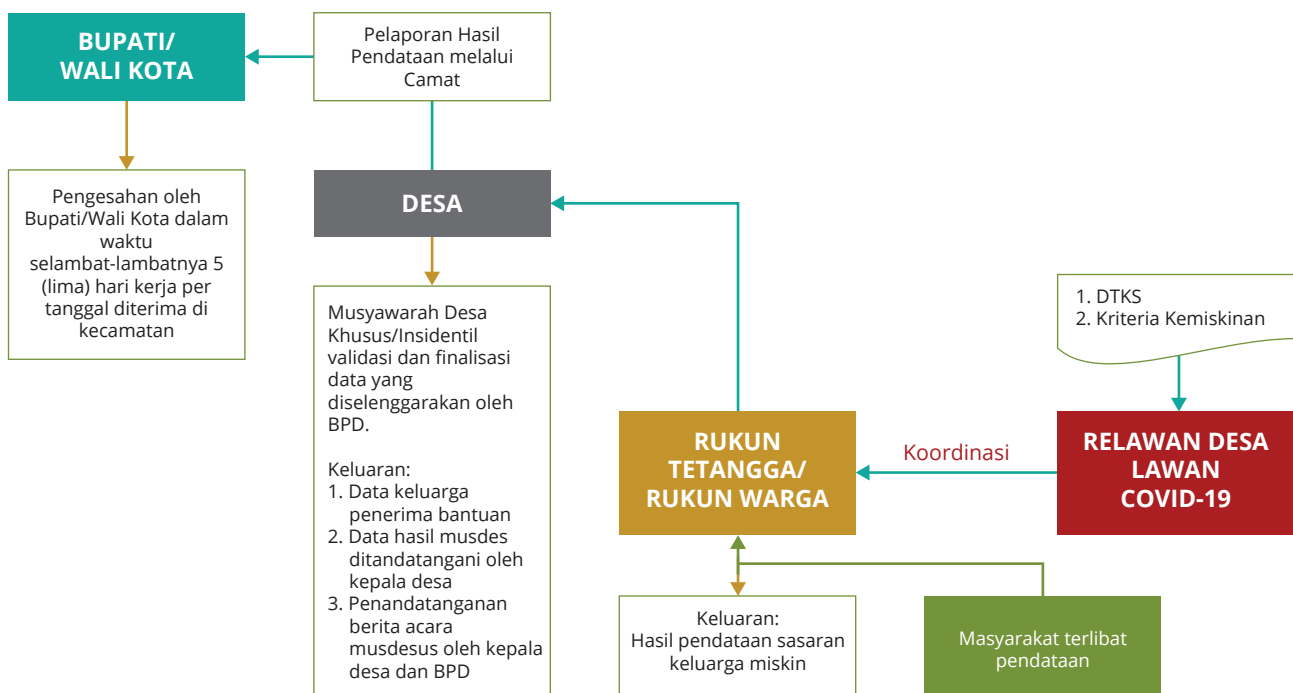 BUPATI/
WALI KOTA
Pelaporan Hasil
Pendataan melalui
Camat
Pengesahan oleh
Bupati/Wali Kota dalam
waktu
selambat-lambatnya 5
(lima) hari kerja per
tanggal diterima di
kecamatan
DESA
Musyawarah Desa
Khusus/Insidentil
validasi dan finalisasi
data yang
diselenggarakan oleh
BPD.
Keluaran:
1. Data keluarga
penerima bantuan
2. Data hasil musdes
ditandatangani oleh
kepala desa
3. Penandatanganan
berita acara
musdesus oleh kepala
desa dan BPD
1. DTKS
2. Kriteria Kemiskinan
RUKUN
TETANGGA/
RUKUN WARGA
Koordinasi
RELAWAN DESA
LAWAN
COVID-19
Keluaran:
Hasil pendataan sasaran
keluarga miskin
Masyarakat terlibat
pendataan